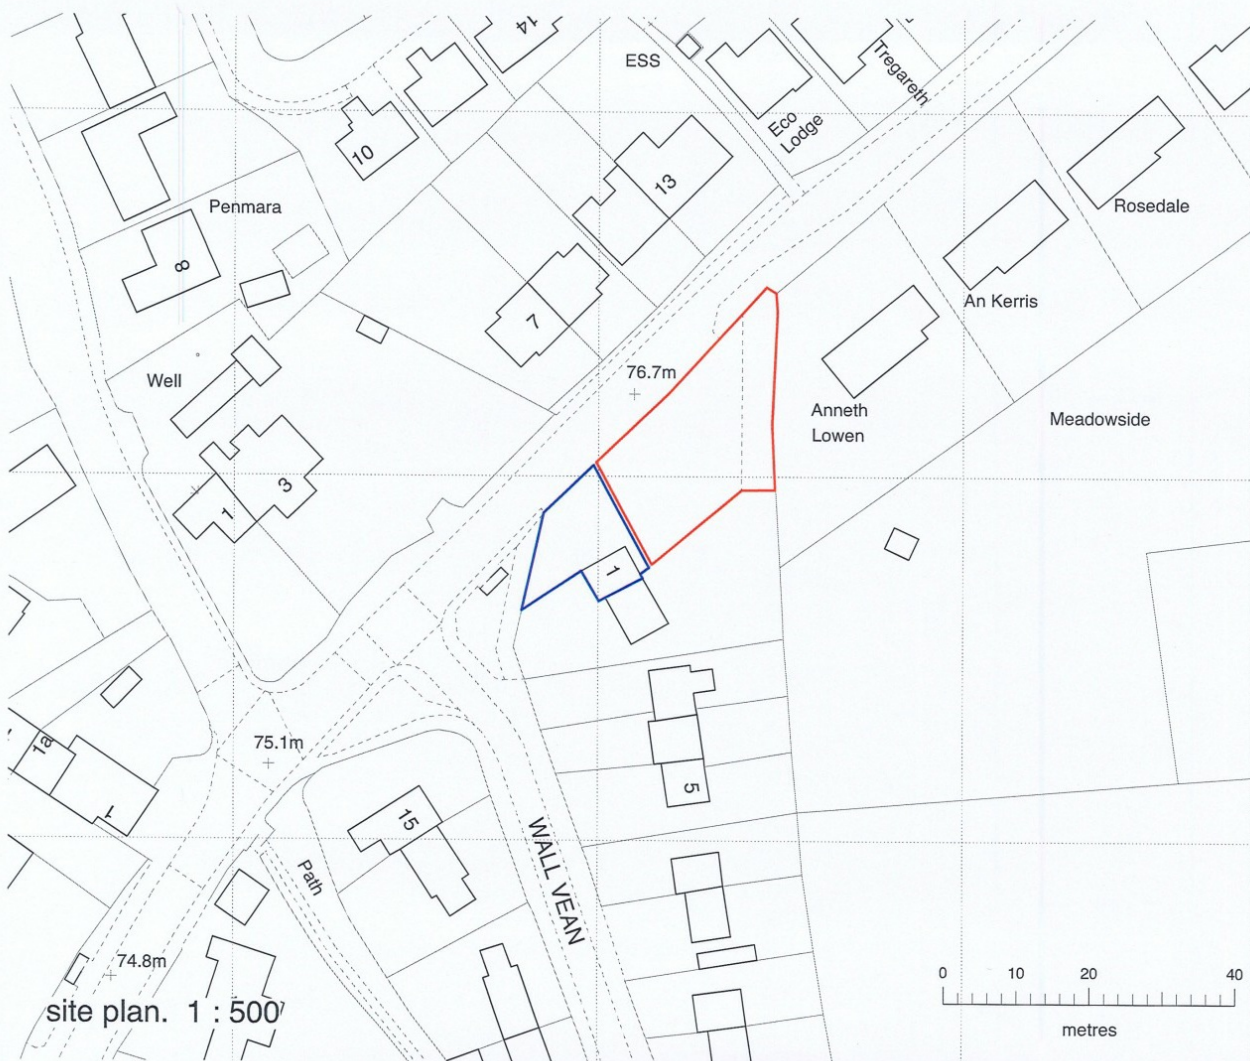 14
ESS
Tregareth
Eco
Lodge
10
13
Penmara
Rosedale
8
An Kerris
7
76.7m
Well
Anneth
Lowen
Meadowside
3
1
1
75.1m
1a
1
5
15
WALL VEAN
Path
74.8m
site plan. 1 : 500
0 10 20 40
metres